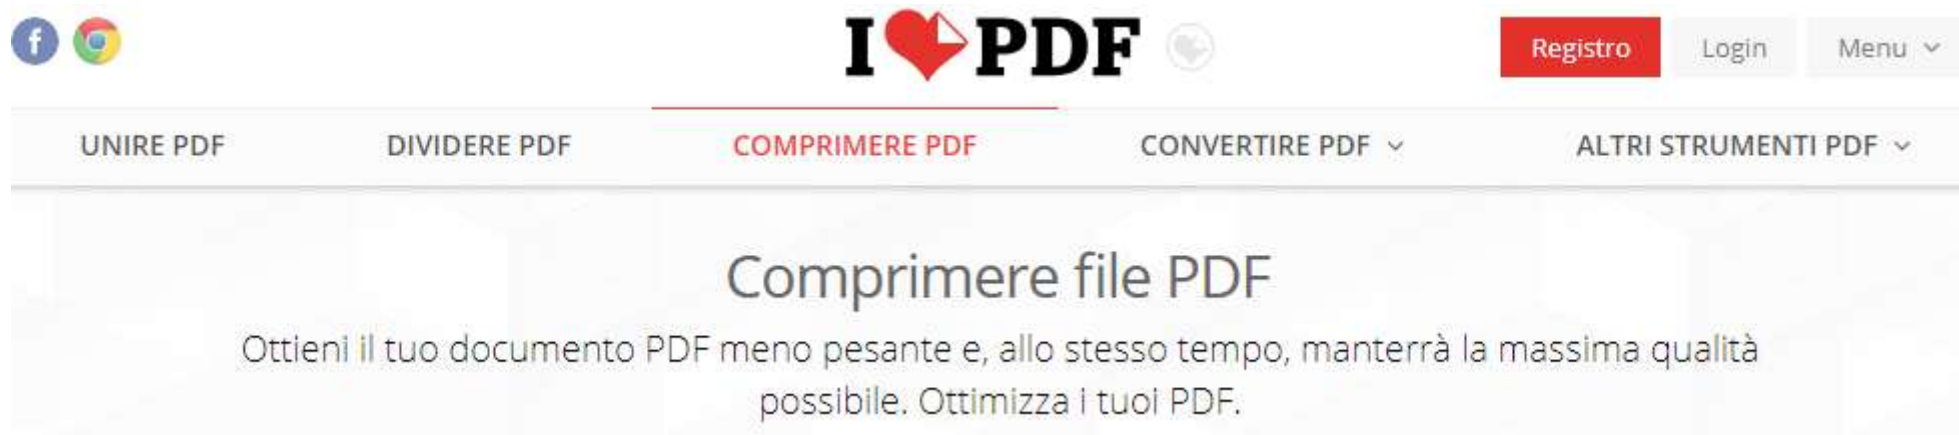 I PDF
Registro
Login
Menu
UNIRE PDF
DIVIDERE PDF
COMPRIMERE PDF
CONVERTIRE PDF
ALTRI STRUMENTI PDF
Comprimere file PDF
Ottieni il tuo documento PDF meno pesante e, allo stesso tempo, manterrà la massima qualità
possibile. Ottimizza i tuoi PDF.